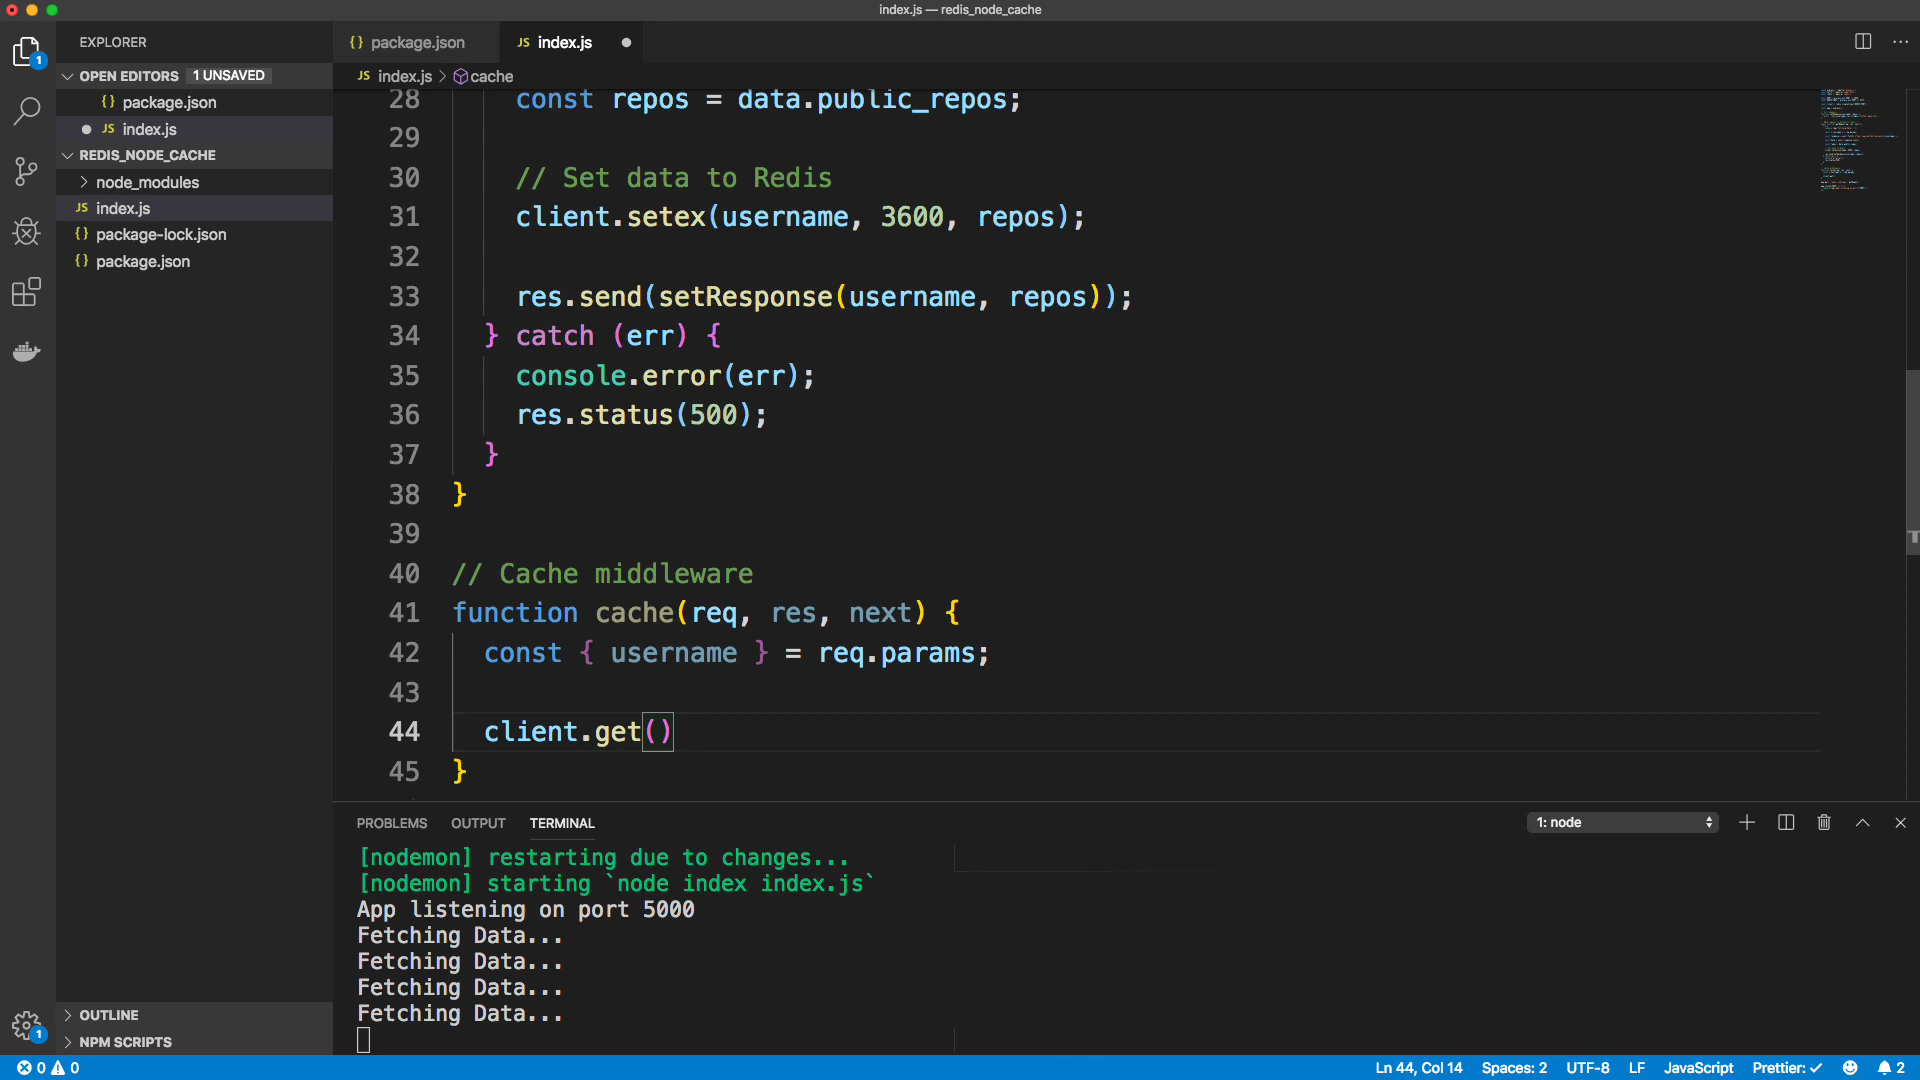 index.js — redis_node_cache
EXPLORER
{} package.json
JS index.js
1
OPEN EDITORS 1 UNSAVED
JS index.js > cache
{} package.json
JS index.js
REDIS_NODE_CACHE
node_modules
JS index.js
{} package-lock.json
{} package.json
28 const repos = data.public_repos;
29
30 // Set data to Redis
31 client.setex(username, 3600, repos);
32
33 res.send(setResponse(username, repos));
34 } catch (err) {
35 console.error(err);
36 res.status(500);
37 }
38 }
39
40 // Cache middleware
41 function cache(req, res, next) {
42 const { username } = req.params;
43
44 client.get()
45 }
PROBLEMS OUTPUT TERMINAL
1: node
[nodemon] restarting due to changes...
[nodemon] starting `node index index.js`
App listening on port 5000
Fetching Data...
Fetching Data...
Fetching Data...
Fetching Data...
OUTLINE
1
NPM SCRIPTS
0 0
Ln 44, Col 14 Spaces: 2 UTF-8 LF JavaScript Prettier: ✓ 2